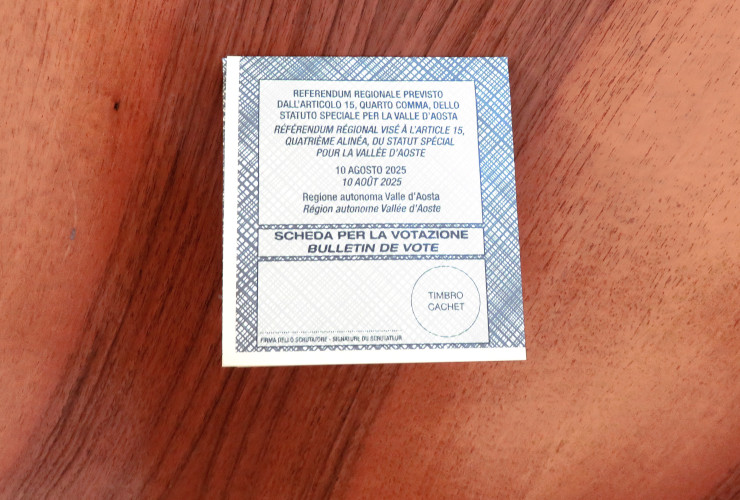 REFERENDUM REGIONALE PREVISTO
DALL'ARTICOLO 15, QUARTO COMMA, DELLO
STATUTO SPECIALE PER LA VALLE D'AOSTA
RÉFÉRENDUM RÉGIONAL VISÉ À L'ARTICLE 15,
QUATRIÈME ALINÉA, DU STATUT SPÉCIAL
POUR LA VALLÉE D'AOSTE
10 AGOSTO 2025
10 AOÛT 2025
Regione autonoma Valle d'Aosta
Région autonome Vallée d'Aoste
SCHEDA PER LA VOTAZIONE
BULLETIN DE VOTE
TIMBRO
CACHET
FIRMA DELLO SCRUTATORE - SIGNATURE DU SCRUTATEUR